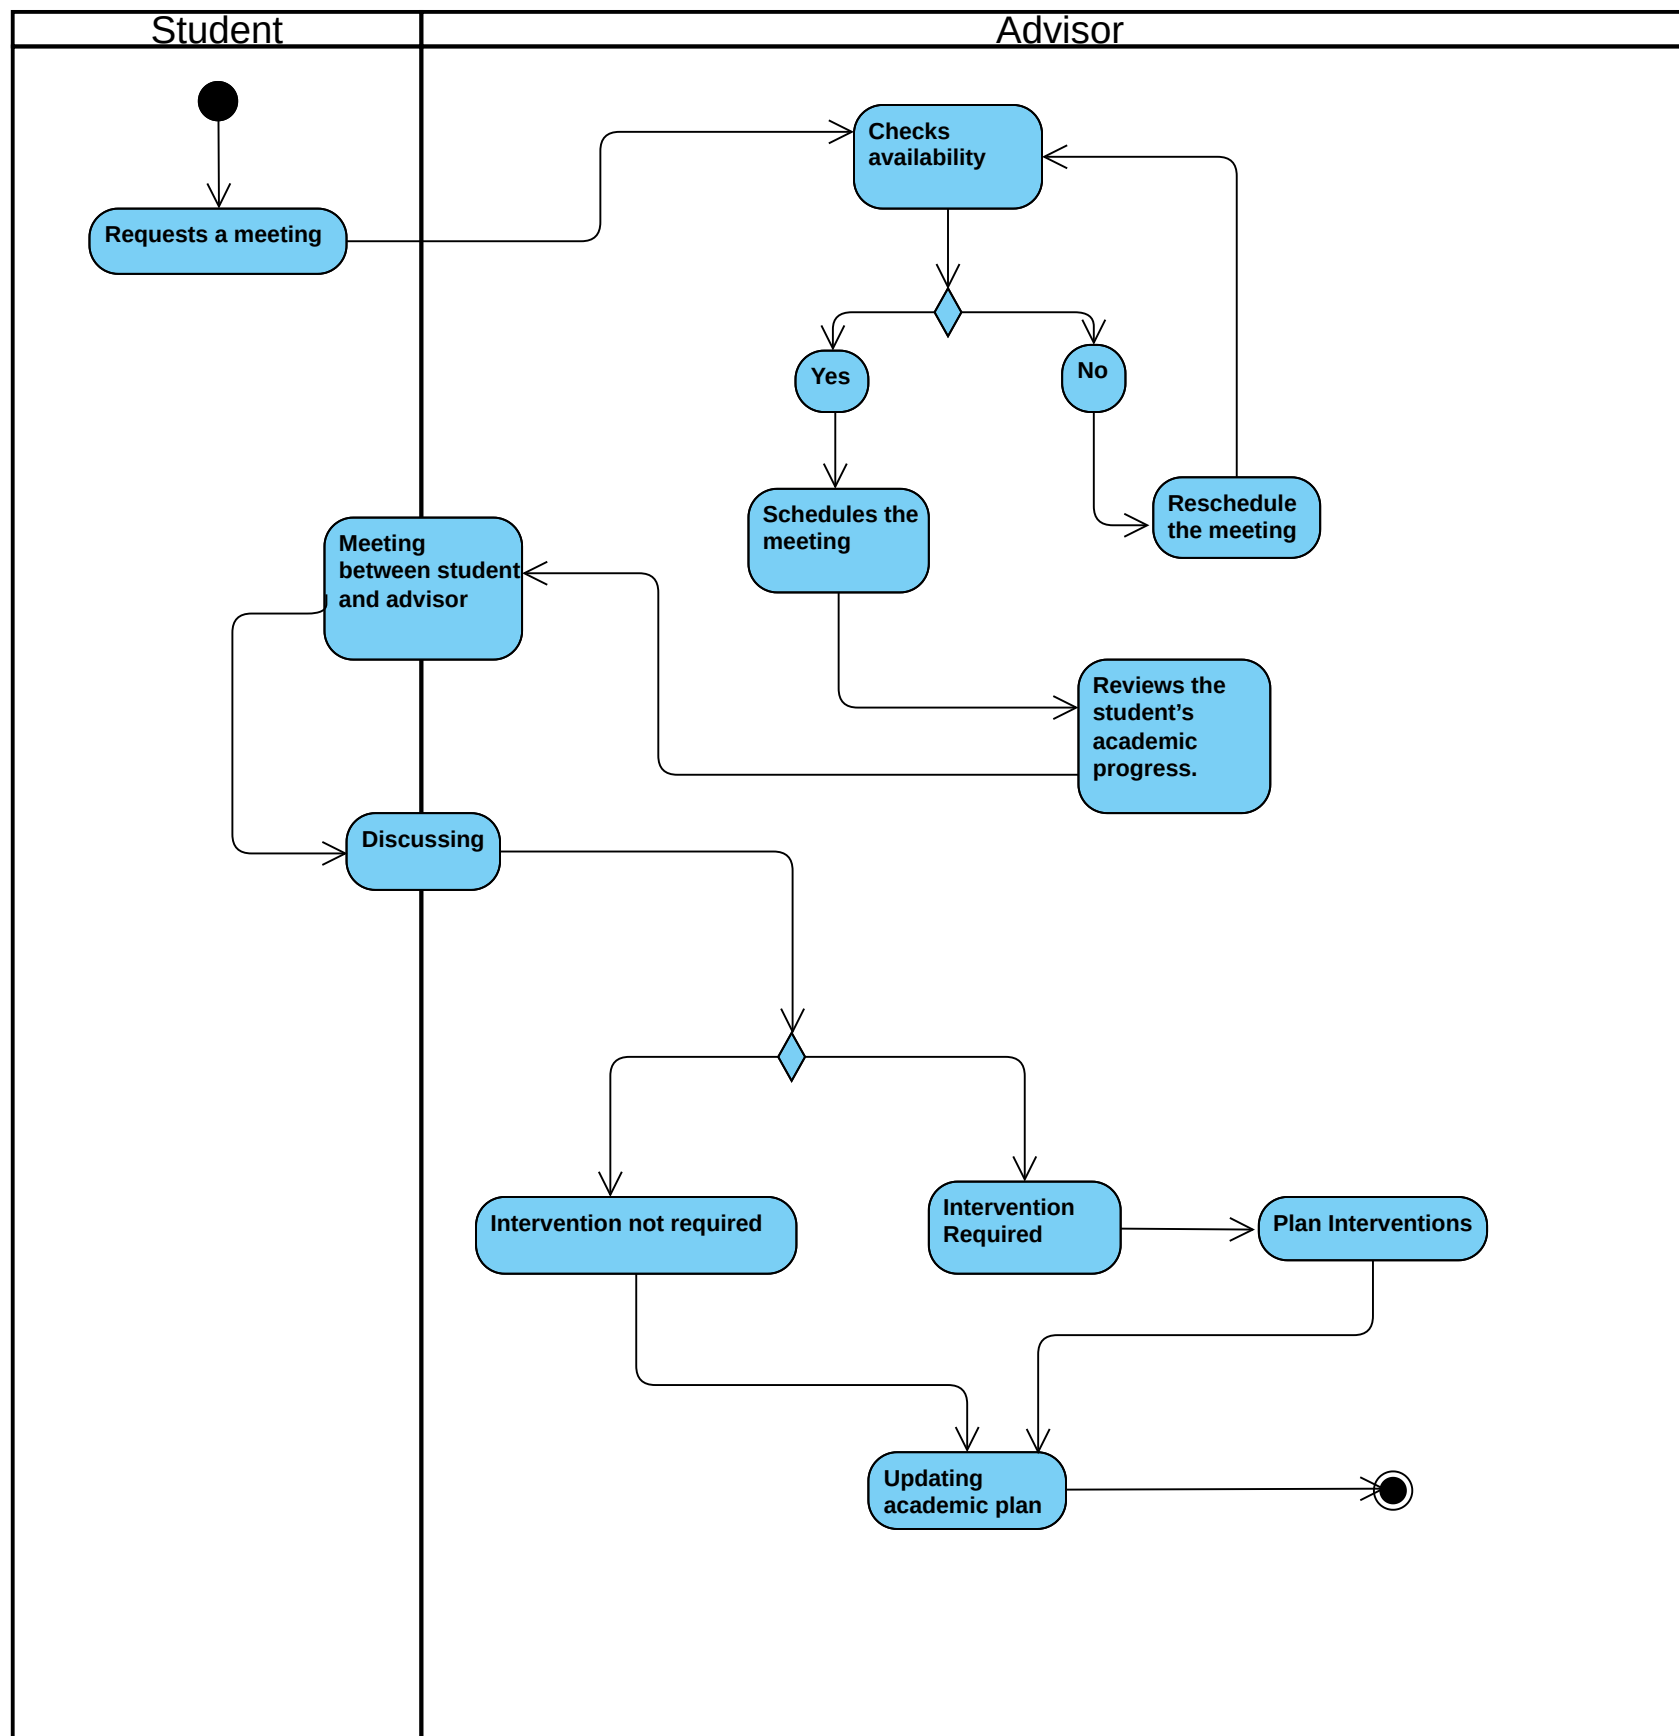 Student
Advisor
Checks
availability
Requests a meeting
Yes
No
Schedules the
meeting
Reschedule
the meeting
Meeting
between student
and advisor
Reviews the
student’s
academic
progress.
Discussing
Intervention not required
Intervention
Required
Plan Interventions
Updating
academic plan